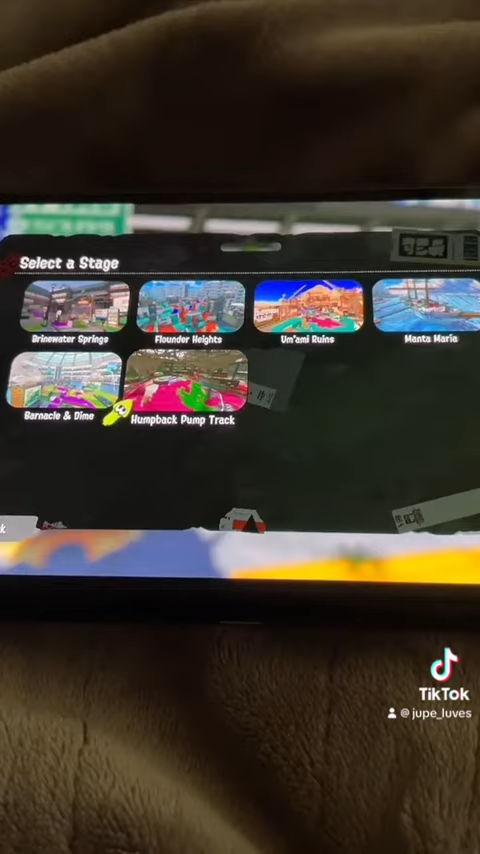 Select a Stage
Brinewater Springs
Flounder Heights
Um'ami Ruins
Manta Maria
Barnacle & Dime
Humpback Pump Track
k
TikTok
@jupe_luves